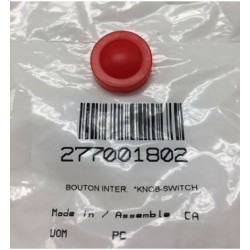 277001802
BOUTON INTER. *KNOB-SWITCH
Made In / Assemble CA
UOM PC